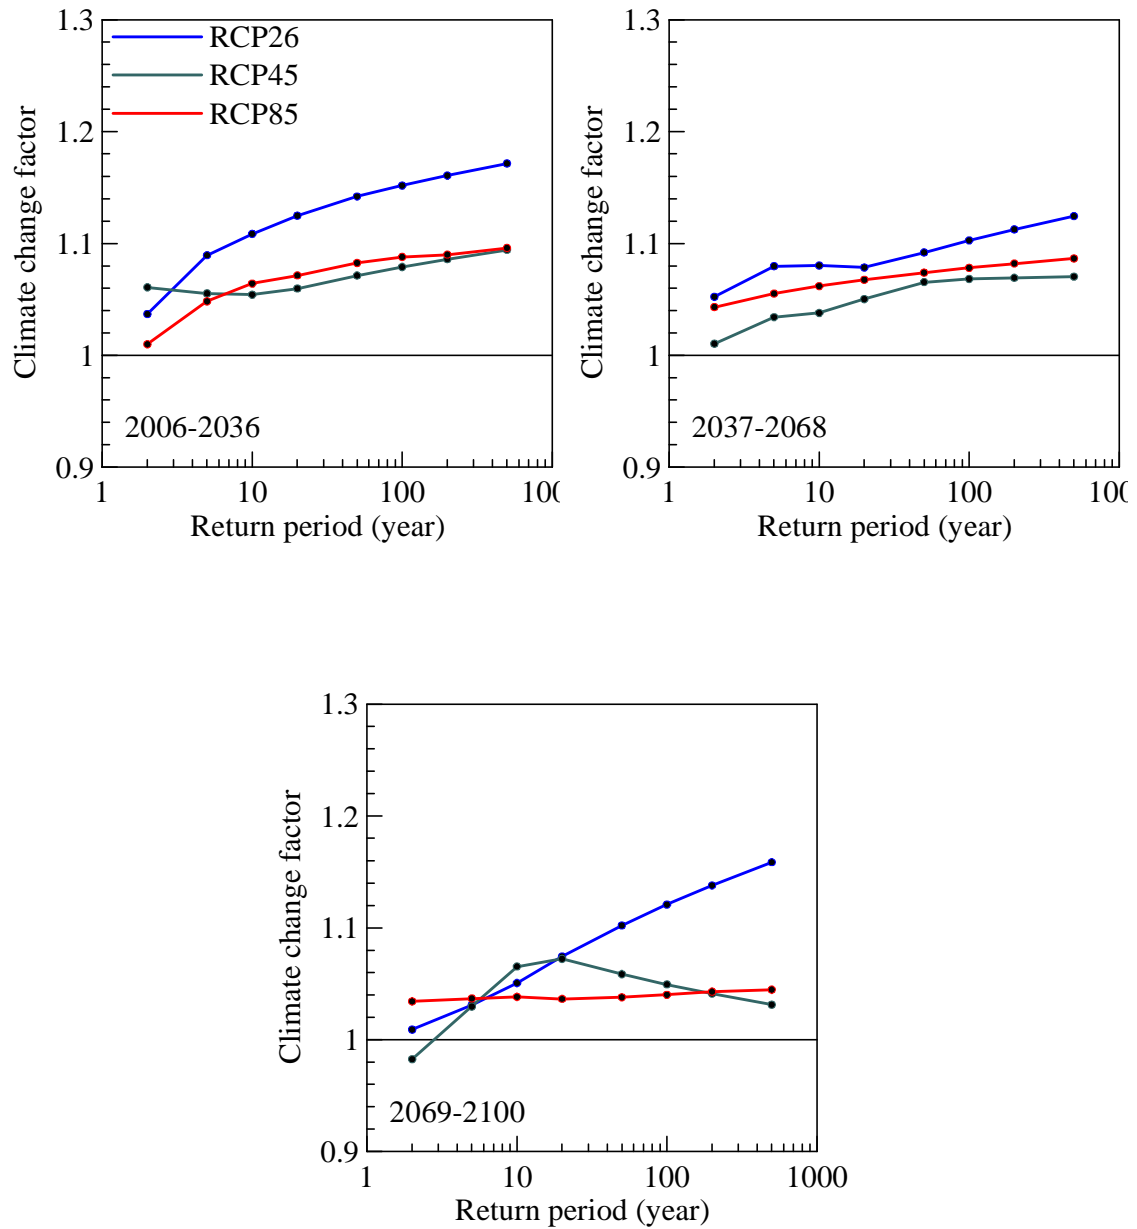 1.3
RCP26
RCP45
RCP85
1.2
1.1
1
0.9
Climate change factor
2006-2036
1 10 100 100
Return period (year)
1.3
1.2
1.1
1
0.9
Climate change factor
2037-2068
1 10 100 100
Return period (year)
1.3
1.2
1.1
1
0.9
Climate change factor
2069-2100
1 10 100 1000
Return period (year)